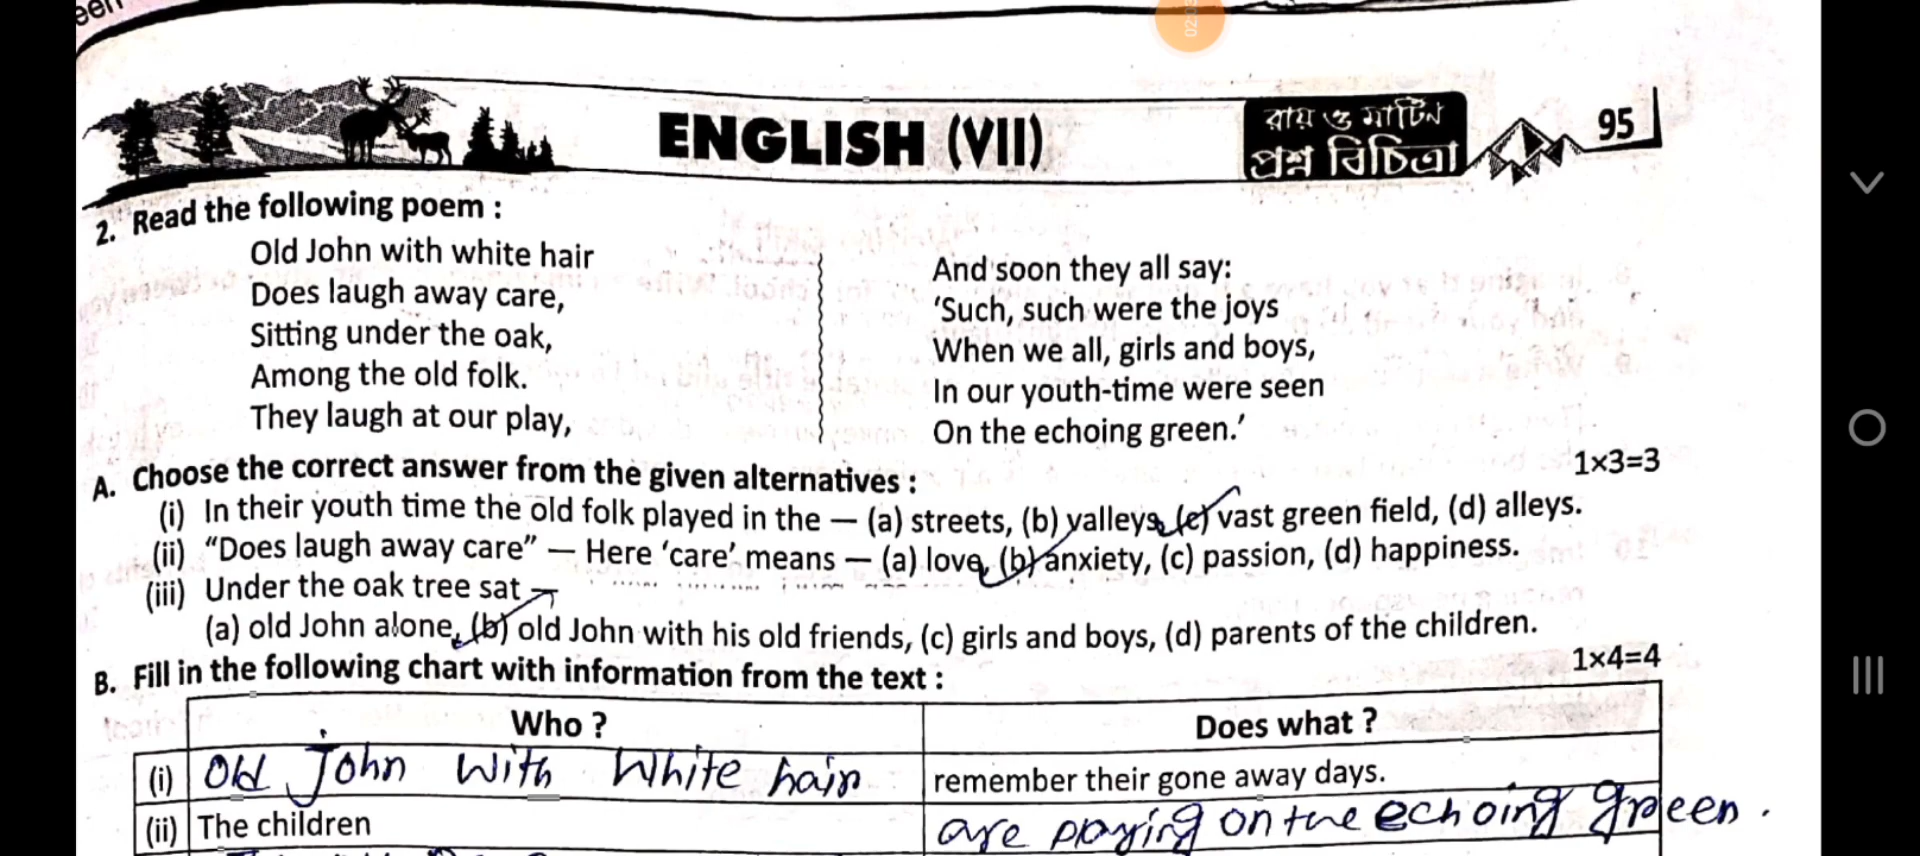 een
02:0
ENGLISH (VII)
রায় ও মার্টিন
প্রশ্ন বিচিত্রা
95
2. Read the following poem :
Old John with white hair
Does laugh away care,
Sitting under the oak,
Among the old folk.
They laugh at our play,
And soon they all say:
‘Such, such were the joys
When we all, girls and boys,
In our youth-time were seen
On the echoing green.’
A. Choose the correct answer from the given alternatives : 1×3=3
(i) In their youth time the old folk played in the — (a) streets, (b) valleys, (c) vast green field, (d) alleys.
(ii) “Does laugh away care” — Here ‘care’ means — (a) love, (b) anxiety, (c) passion, (d) happiness.
(iii) Under the oak tree sat —
(a) old John alone, (b) old John with his old friends, (c) girls and boys, (d) parents of the children.
B. Fill in the following chart with information from the text : 1×4=4
Who ? Does what ?
(i) Old John with White hair remember their gone away days.
(ii) The children are playing on the echoing green.